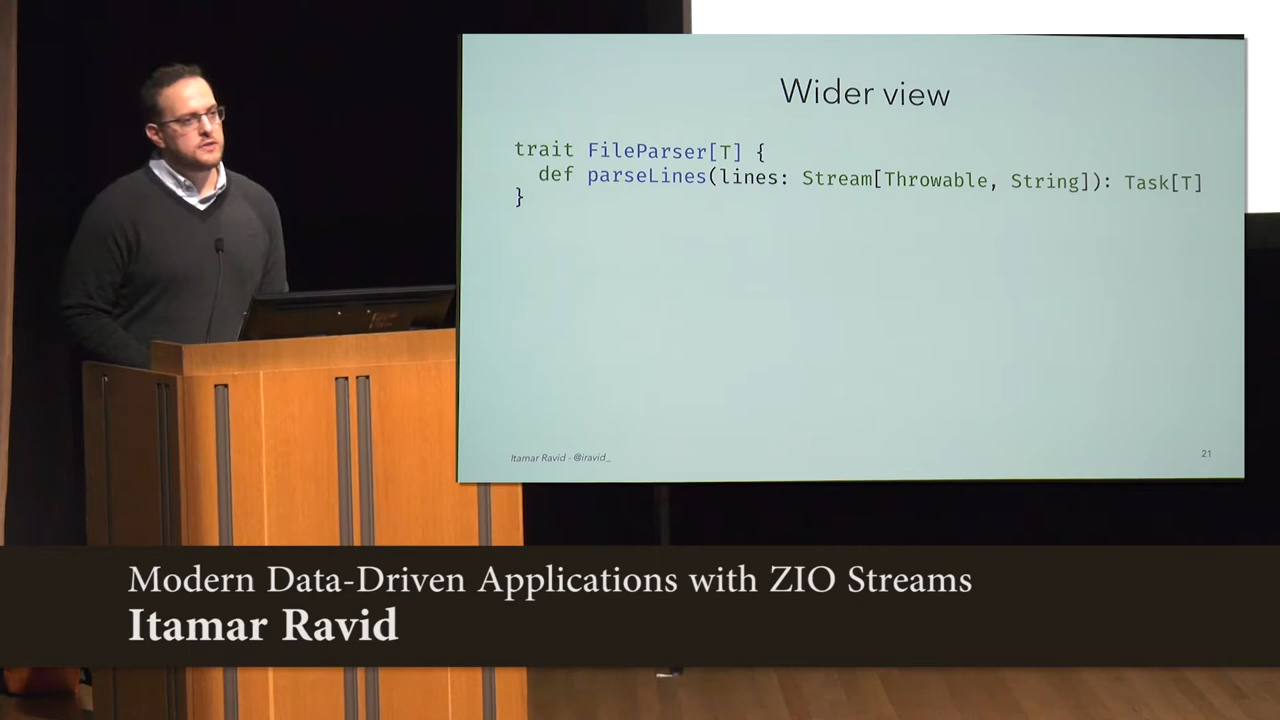 Wider view
trait FileParser[T] {
def parseLines(lines: Stream[Throwable, String]): Task[T]
}
Itamar Ravid - @iravid_
21
Modern Data-Driven Applications with ZIO Streams
Itamar Ravid